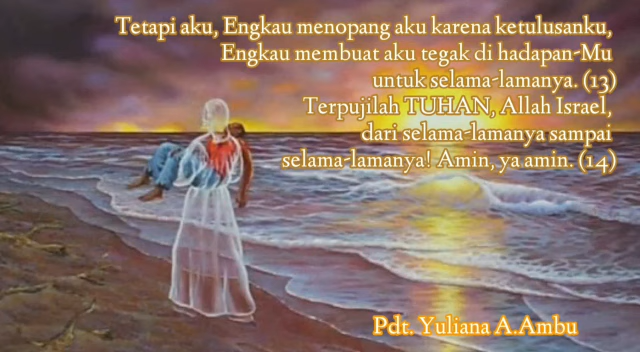 Tetapi aku, Engkau menopang aku karena ketulusanku,
Engkau membuat aku tegak di hadapan-Mu
untuk selama-lamanya. (13)
Terpujilah TUHAN, Allah Israel,
dari selama-lamanya sampai
selama-lamanya! Amin, ya amin. (14)
Pdt. Yuliana A.Ambu